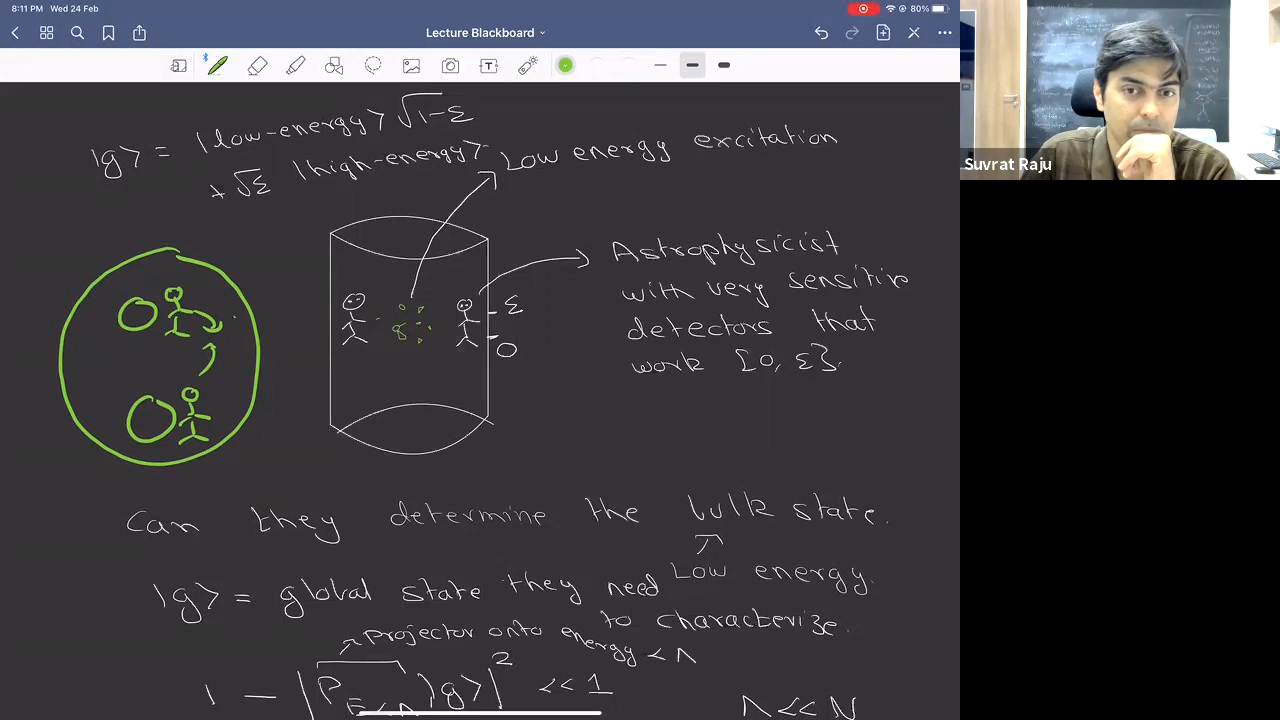 8:11 PM Wed 24 Feb
80%
Lecture Blackboard
|g> = |low-energy> √1-ε
+ √ε |high-energy>
Low energy excitation
Astrophysicist
with very sensitive
detectors that
work {0, ε}.
ε
0
8
Can they determine the bulk state.
Low energy.
|g> = global state they need
to characterize.
Projector onto energy < Λ
1 - |P_{E<Λ}|g>|² << 1
Λ << N
Suvrat Raju